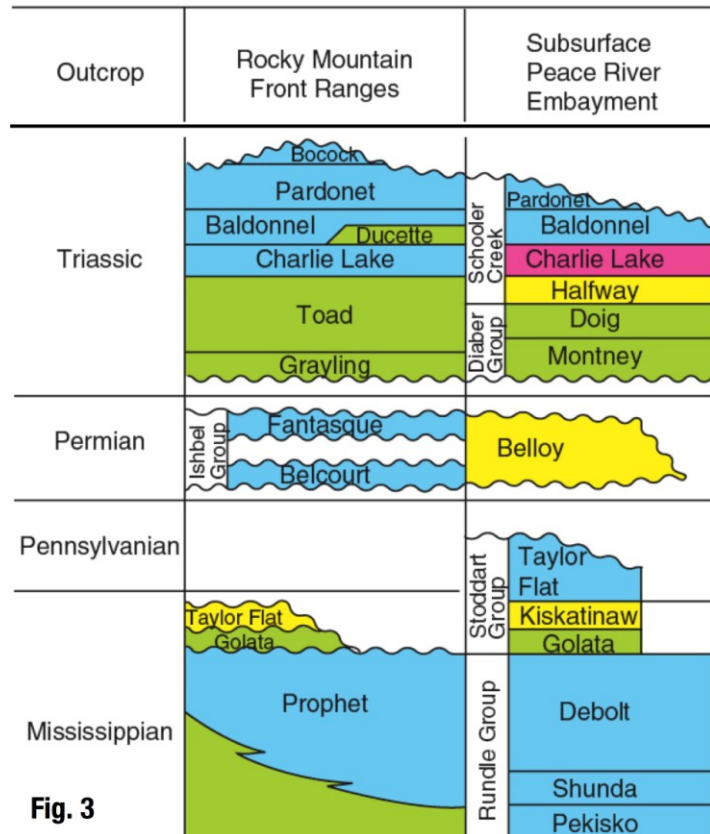 Outcrop
Rocky Mountain
Front Ranges
Subsurface
Peace River
Embayment
Triassic
Bocock
Pardonet
Baldonnel
Ducette
Charlie Lake
Toad
Grayling
Schooler
Creek
Diaber
Group
Pardonet
Baldonnel
Charlie Lake
Halfway
Doig
Montney
Permian
Ishbel
Group
Fantasque
Belcourt
Belloy
Pennsylvanian
Stoddart
Group
Taylor
Flat
Kiskatinaw
Golata
Mississippian
Taylor Flat
Golata
Prophet
Rundle Group
Debolt
Shunda
Pekisko
Fig. 3